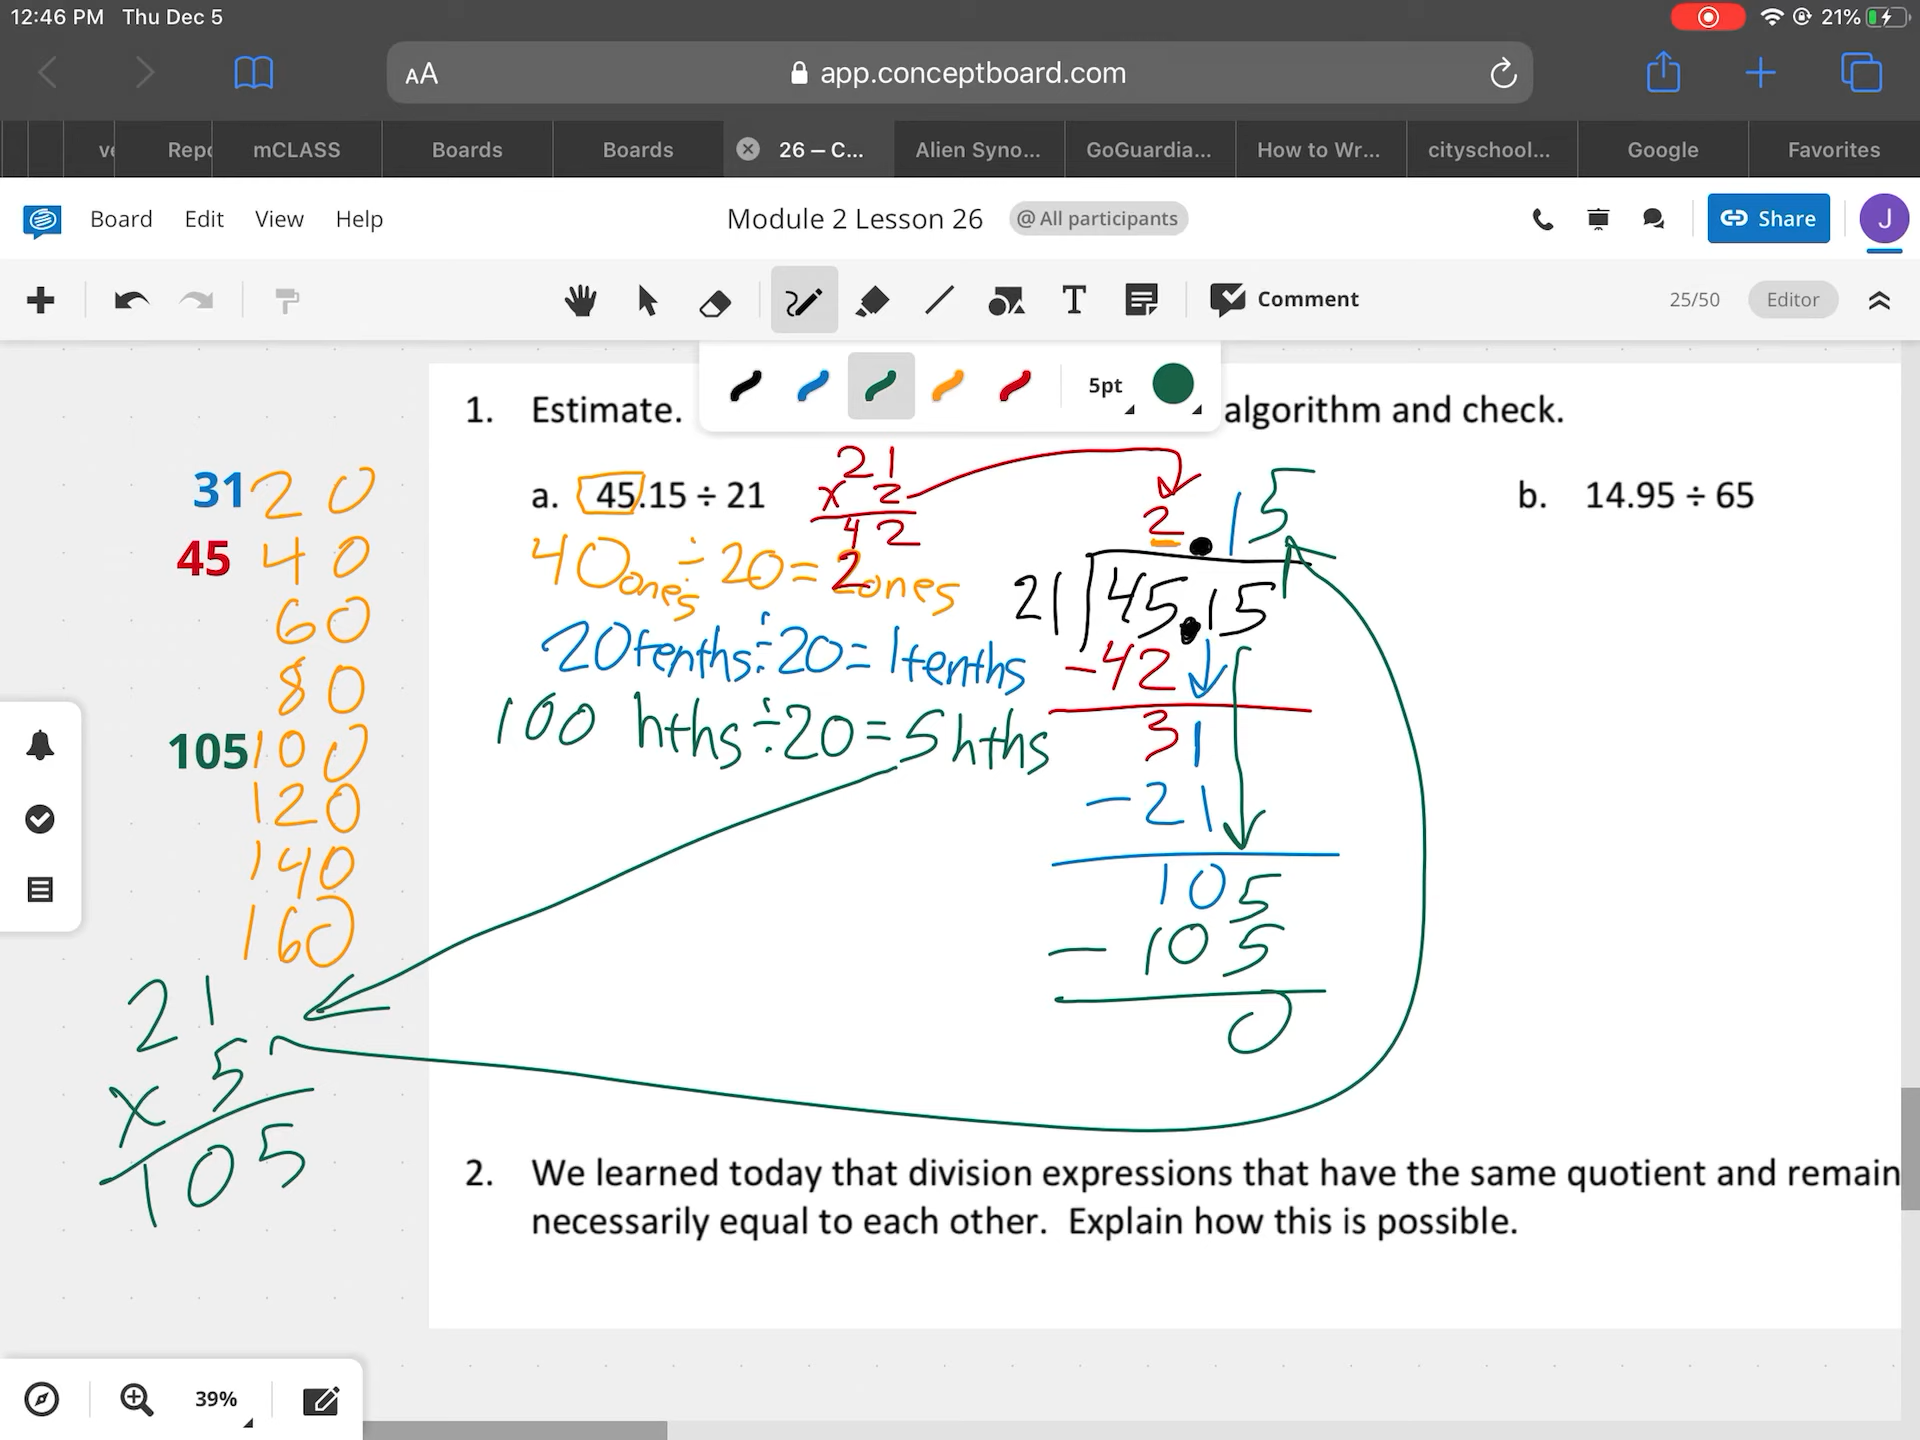 12:46 PM Thu Dec 5
21%
AA app.conceptboard.com
Repo mCLASS Boards Boards 26 – C... Alien Syno... GoGuardia... How to Wr... cityschool... Google Favorites
Board Edit View Help Module 2 Lesson 26 @ All participants Share J
T Comment 25/50 Editor
5pt
1. Estimate. algorithm and check.
a. 45.15 ÷ 21
b. 14.95 ÷ 65
31 20
45 40
60
80
105 100
120
140
160
21
x 5
105
21
x 2
42
40 ones ÷ 20 = 2 ones
20 tenths ÷ 20 = 1 tenths
100 hths ÷ 20 = 5 hths
2.15
21 45.15
-42
31
-21
105
-105
0
2. We learned today that division expressions that have the same quotient and remain
necessarily equal to each other. Explain how this is possible.
39%